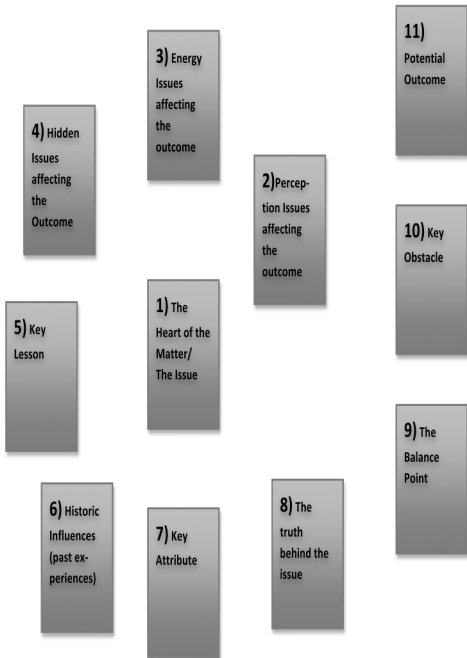 1) The
Heart of the
Matter/
The Issue
2)Percep-
tion Issues
affecting
the
outcome
3) Energy
Issues
affecting
the
outcome
4) Hidden
Issues
affecting
the
Outcome
5) Key
Lesson
6) Historic
Influences
(past ex-
periences)
7) Key
Attribute
8) The
truth
behind the
issue
9) The
Balance
Point
10) Key
Obstacle
11)
Potential
Outcome